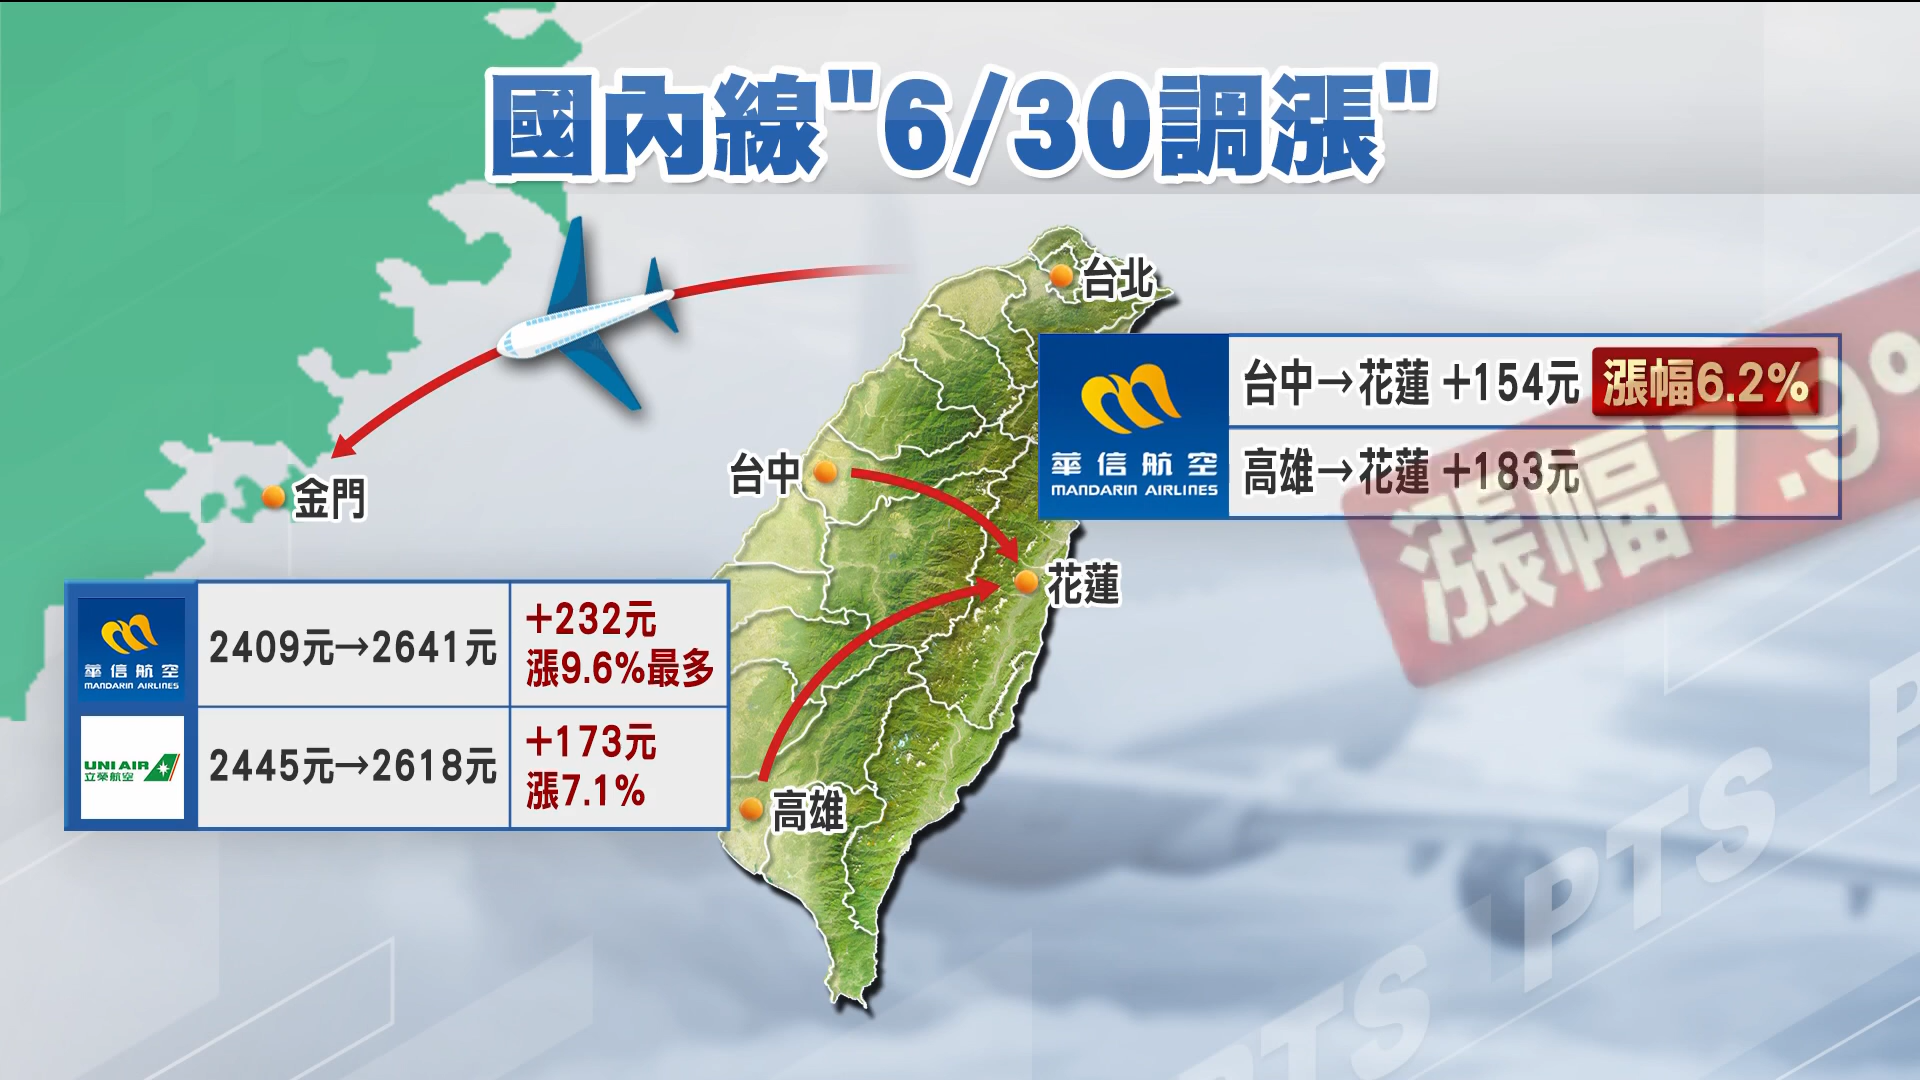 國內線"6/30調漲"
台北
台中→花蓮 +154元 漲幅6.2%
高雄→花蓮 +183元
漲幅7.9%
華信航空
MANDARIN AIRLINES
台中
金門
花蓮
華信航空
MANDARIN AIRLINES
2409元→2641元
+232元
漲9.6%最多
UNI AIR
立榮航空
2445元→2618元
+173元
漲7.1%
高雄
PTS
PTS
PTS